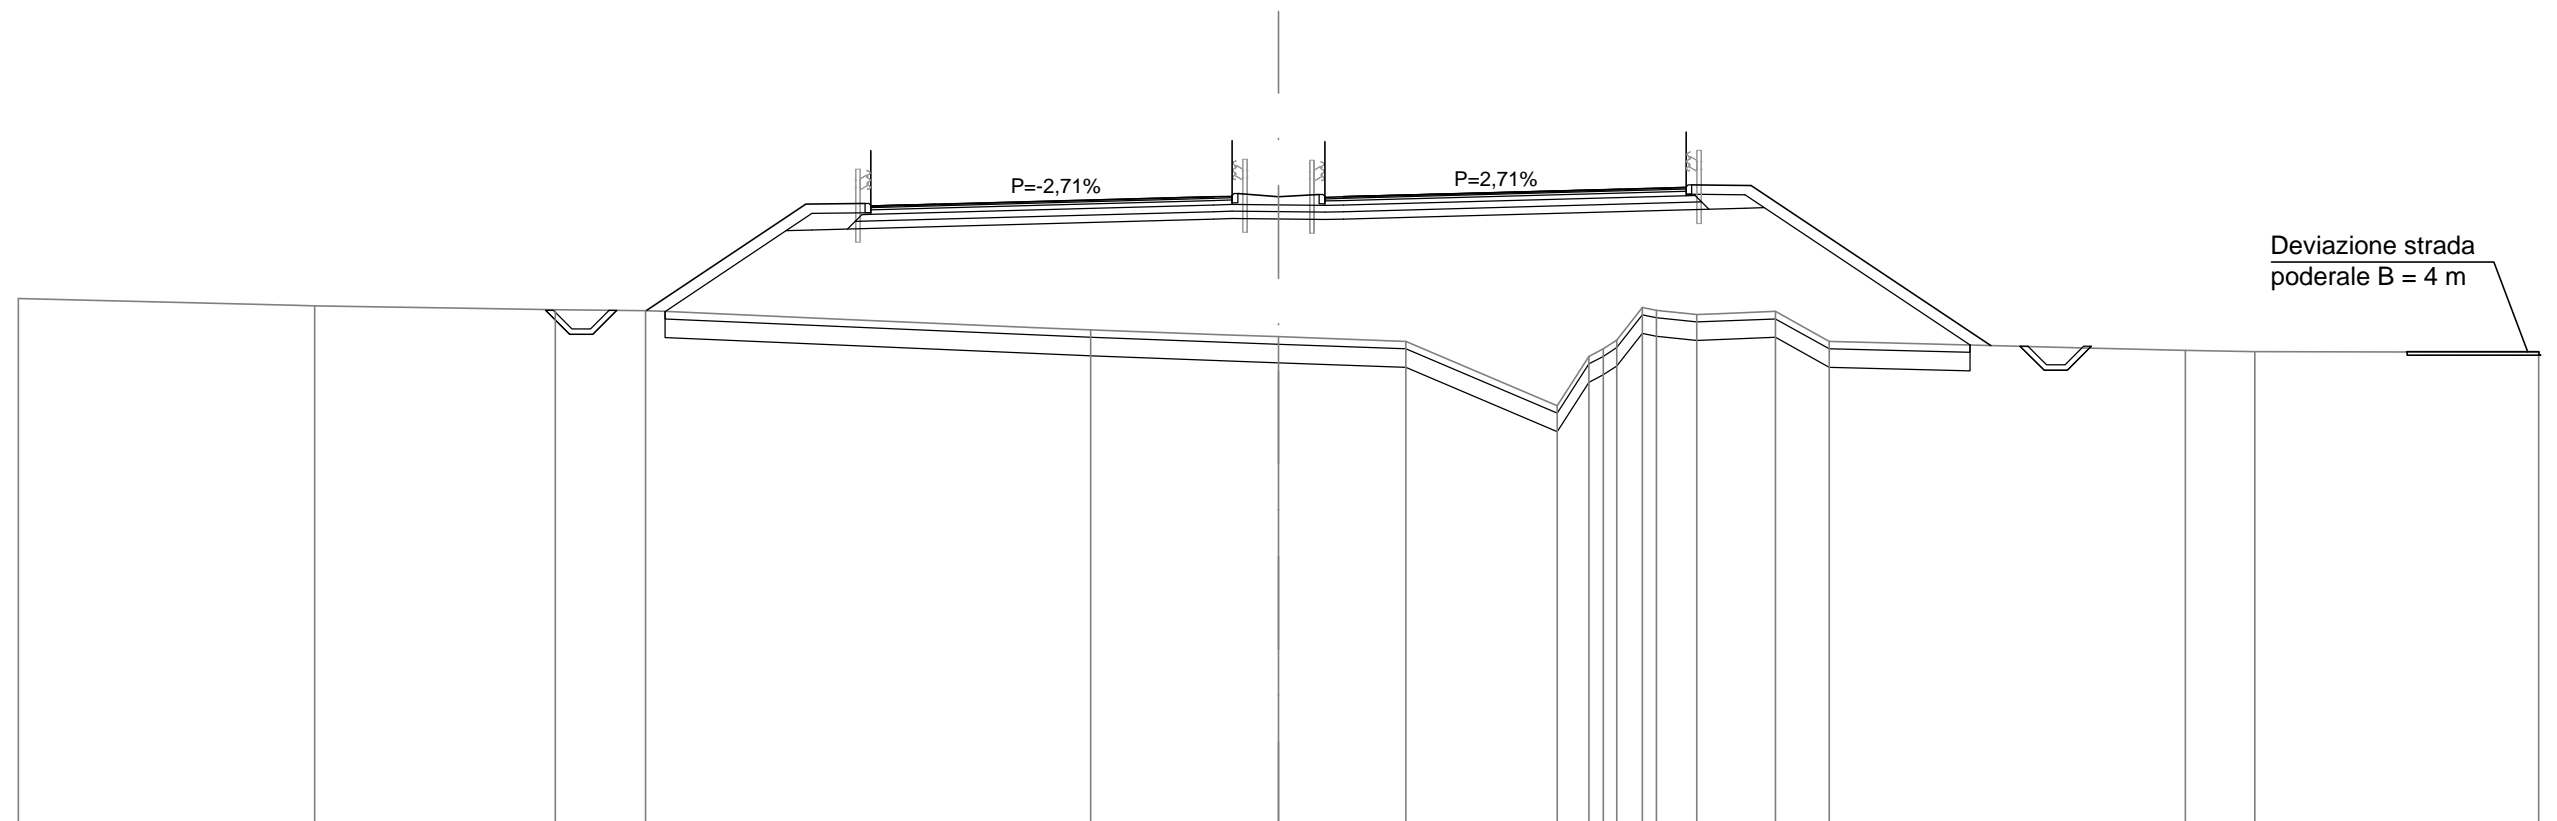 P=-2,71%
P=2,71%
Deviazione strada
poderale B = 4 m